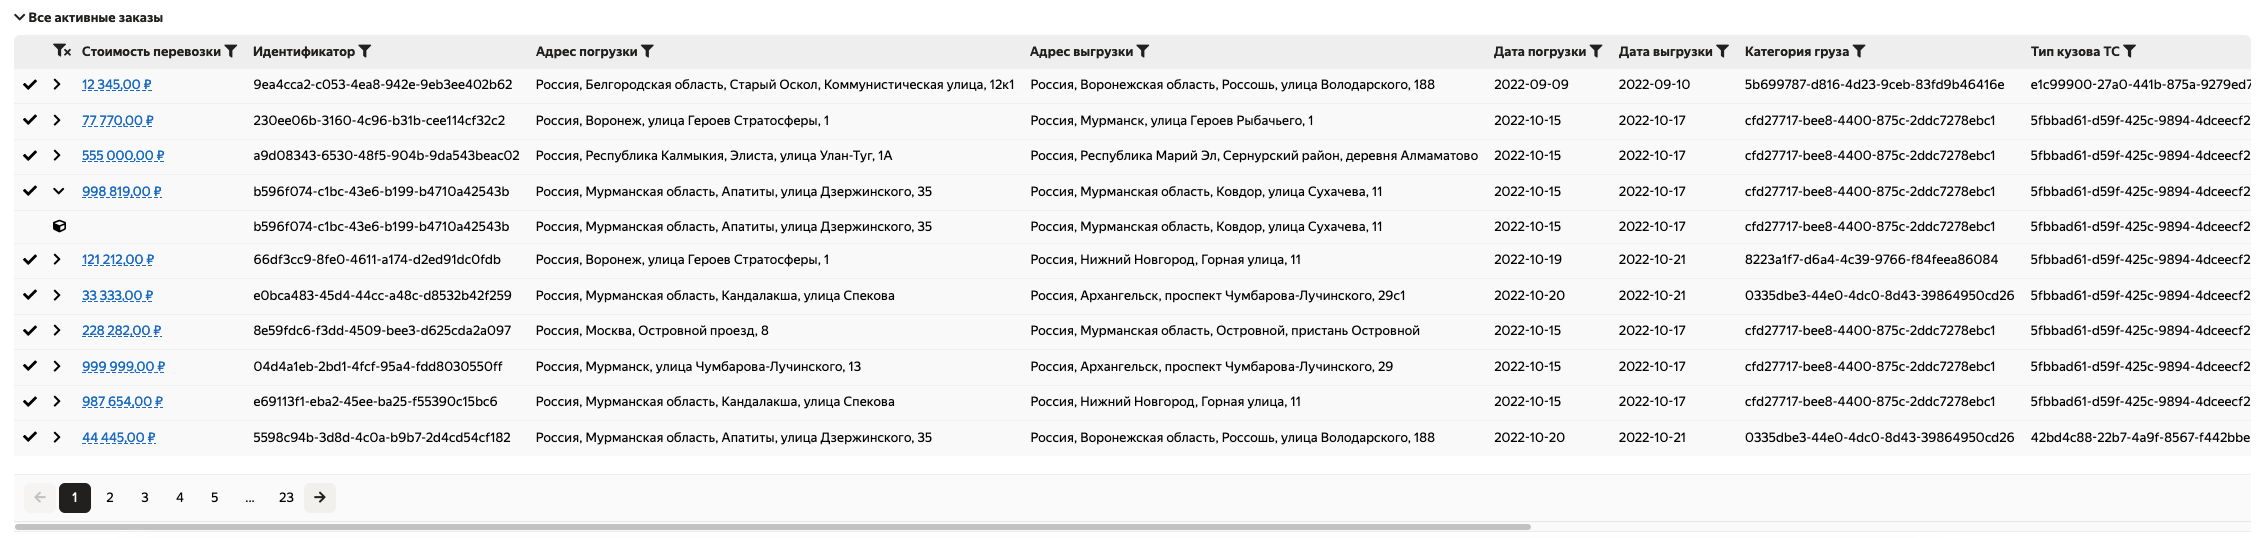 Все активные заказы
Стоимость перевозки Идентификатор Адрес погрузки Адрес выгрузки Дата погрузки Дата выгрузки Категория груза Тип кузова ТС
12 345,00 ₽ 9ea4cca2-c053-4ea8-942e-9eb3ee402b62 Россия, Белгородская область, Старый Оскол, Коммунистическая улица, 12к1 Россия, Воронежская область, Россошь, улица Володарского, 188 2022-09-09 2022-09-10 5b699787-d816-4d23-9ceb-83fd9b46416e e1c99900-27a0-441b-875a-9279ed7
77 770,00 ₽ 230ee06b-3160-4c96-b31b-cee114cf32c2 Россия, Воронеж, улица Героев Стратосферы, 1 Россия, Мурманск, улица Героев Рыбачьего, 1 2022-10-15 2022-10-17 cfd27717-bee8-4400-875c-2ddc7278ebc1 5fbbad61-d59f-425c-9894-4dceecf2
555 000,00 ₽ a9d08343-6530-48f5-904b-9da543beac02 Россия, Республика Калмыкия, Элиста, улица Улан-Туг, 1А Россия, Республика Марий Эл, Сернурский район, деревня Алмаматово 2022-10-15 2022-10-17 cfd27717-bee8-4400-875c-2ddc7278ebc1 5fbbad61-d59f-425c-9894-4dceecf2
998 819,00 ₽ b596f074-c1bc-43e6-b199-b4710a42543b Россия, Мурманская область, Апатиты, улица Дзержинского, 35 Россия, Мурманская область, Ковдор, улица Сухачева, 11 2022-10-15 2022-10-17 cfd27717-bee8-4400-875c-2ddc7278ebc1 5fbbad61-d59f-425c-9894-4dceecf2
b596f074-c1bc-43e6-b199-b4710a42543b Россия, Мурманская область, Апатиты, улица Дзержинского, 35 Россия, Мурманская область, Ковдор, улица Сухачева, 11 2022-10-15 2022-10-17 cfd27717-bee8-4400-875c-2ddc7278ebc1 5fbbad61-d59f-425c-9894-4dceecf2
121 212,00 ₽ 66df3cc9-8fe0-4611-a174-d2ed91dc0fdb Россия, Воронеж, улица Героев Стратосферы, 1 Россия, Нижний Новгород, Горная улица, 11 2022-10-19 2022-10-21 8223a1f7-d6a4-4c39-9766-f84feea86084 5fbbad61-d59f-425c-9894-4dceecf2
33 333,00 ₽ e0bca483-45d4-44cc-a48c-d8532b42f259 Россия, Мурманская область, Кандалакша, улица Спекова Россия, Архангельск, проспект Чумбарова-Лучинского, 29с1 2022-10-20 2022-10-21 0335dbe3-44e0-4dc0-8d43-39864950cd26 5fbbad61-d59f-425c-9894-4dceecf2
228 282,00 ₽ 8e59fdc6-f3dd-4509-bee3-d625cda2a097 Россия, Москва, Островной проезд, 8 Россия, Мурманская область, Островной, пристань Островной 2022-10-15 2022-10-17 cfd27717-bee8-4400-875c-2ddc7278ebc1 5fbbad61-d59f-425c-9894-4dceecf2
999 999,00 ₽ 04d4a1eb-2bd1-4fcf-95a4-fdd8030550ff Россия, Мурманск, улица Чумбарова-Лучинского, 13 Россия, Архангельск, проспект Чумбарова-Лучинского, 29 2022-10-15 2022-10-17 cfd27717-bee8-4400-875c-2ddc7278ebc1 5fbbad61-d59f-425c-9894-4dceecf2
987 654,00 ₽ e69113f1-eba2-45ee-ba25-f55390c15bc6 Россия, Мурманская область, Кандалакша, улица Спекова Россия, Нижний Новгород, Горная улица, 11 2022-10-15 2022-10-17 cfd27717-bee8-4400-875c-2ddc7278ebc1 5fbbad61-d59f-425c-9894-4dceecf2
44 445,00 ₽ 5598c94b-3d8d-4c0a-b9b7-2d4cd54cf182 Россия, Мурманская область, Апатиты, улица Дзержинского, 35 Россия, Воронежская область, Россошь, улица Володарского, 188 2022-10-20 2022-10-21 0335dbe3-44e0-4dc0-8d43-39864950cd26 42bd4c88-22b7-4a9f-8567-f442bbe
1 2 3 4 5 ... 23